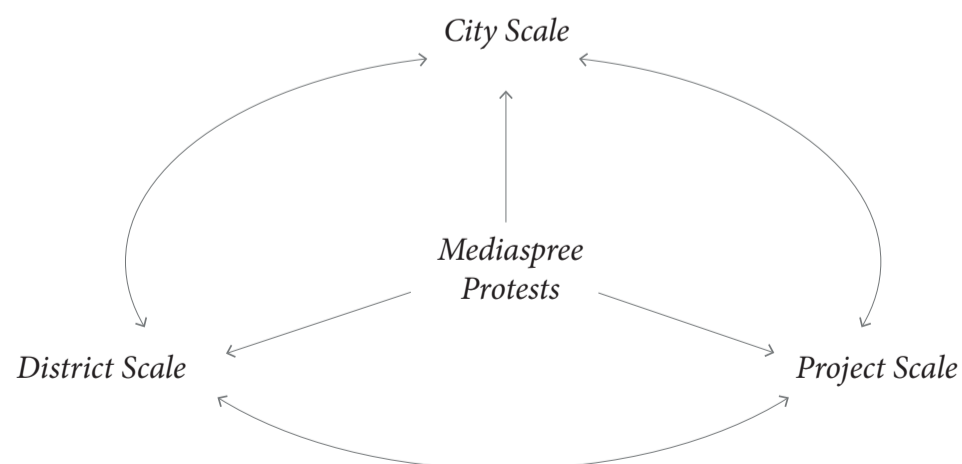 City Scale
Mediaspree
Protests
District Scale
Project Scale